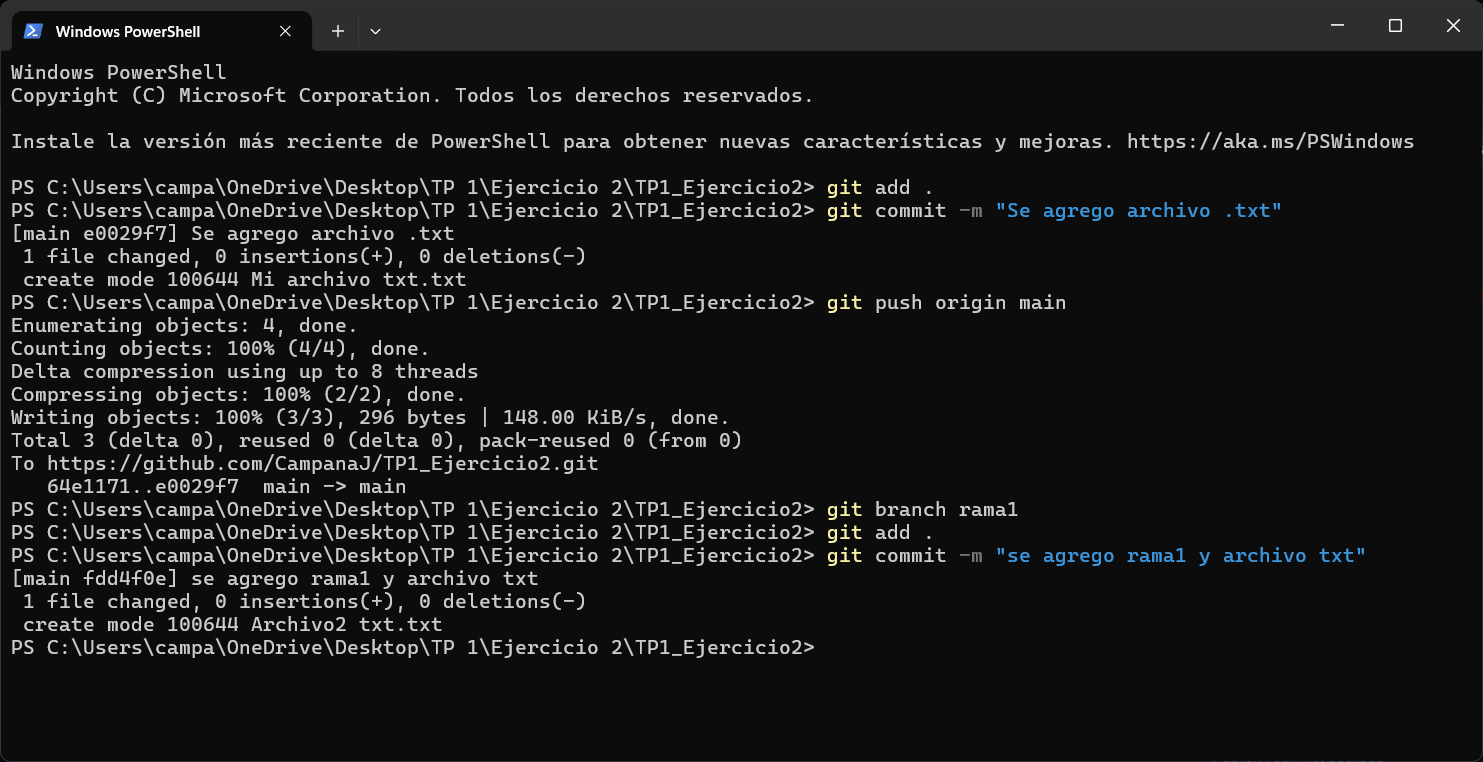 Windows PowerShell
Windows PowerShell
Copyright (C) Microsoft Corporation. Todos los derechos reservados.
Instale la versión más reciente de PowerShell para obtener nuevas características y mejoras. https://aka.ms/PSWindows
PS C:\Users\campa\OneDrive\Desktop\TP 1\Ejercicio 2\TP1_Ejercicio2> git add .
PS C:\Users\campa\OneDrive\Desktop\TP 1\Ejercicio 2\TP1_Ejercicio2> git commit -m "Se agrego archivo .txt"
[main e0029f7] Se agrego archivo .txt
 1 file changed, 0 insertions(+), 0 deletions(-)
 create mode 100644 Mi archivo txt.txt
PS C:\Users\campa\OneDrive\Desktop\TP 1\Ejercicio 2\TP1_Ejercicio2> git push origin main
Enumerating objects: 4, done.
Counting objects: 100% (4/4), done.
Delta compression using up to 8 threads
Compressing objects: 100% (2/2), done.
Writing objects: 100% (3/3), 296 bytes | 148.00 KiB/s, done.
Total 3 (delta 0), reused 0 (delta 0), pack-reused 0 (from 0)
To https://github.com/CampanaJ/TP1_Ejercicio2.git
   64e1171..e0029f7  main -> main
PS C:\Users\campa\OneDrive\Desktop\TP 1\Ejercicio 2\TP1_Ejercicio2> git branch rama1
PS C:\Users\campa\OneDrive\Desktop\TP 1\Ejercicio 2\TP1_Ejercicio2> git add .
PS C:\Users\campa\OneDrive\Desktop\TP 1\Ejercicio 2\TP1_Ejercicio2> git commit -m "se agrego rama1 y archivo txt"
[main fdd4f0e] se agrego rama1 y archivo txt
 1 file changed, 0 insertions(+), 0 deletions(-)
 create mode 100644 Archivo2 txt.txt
PS C:\Users\campa\OneDrive\Desktop\TP 1\Ejercicio 2\TP1_Ejercicio2>